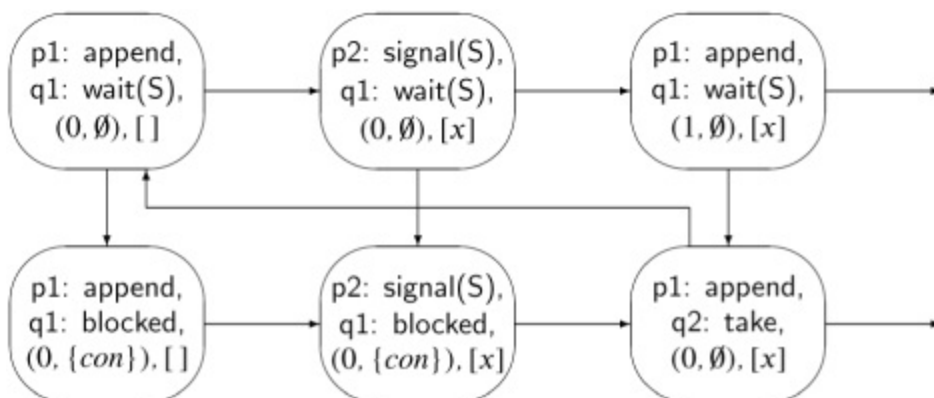 p1: append,
q1: wait(S),
(0, ∅), [ ]
p2: signal(S),
q1: wait(S),
(0, ∅), [x]
p1: append,
q1: wait(S),
(1, ∅), [x]
p1: append,
q1: blocked,
(0, {con}), [ ]
p2: signal(S),
q1: blocked,
(0, {con}), [x]
p1: append,
q2: take,
(0, ∅), [x]